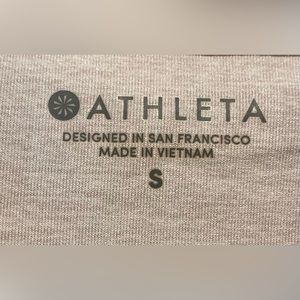 ATHLETA
DESIGNED IN SAN FRANCISCO
MADE IN VIETNAM
S